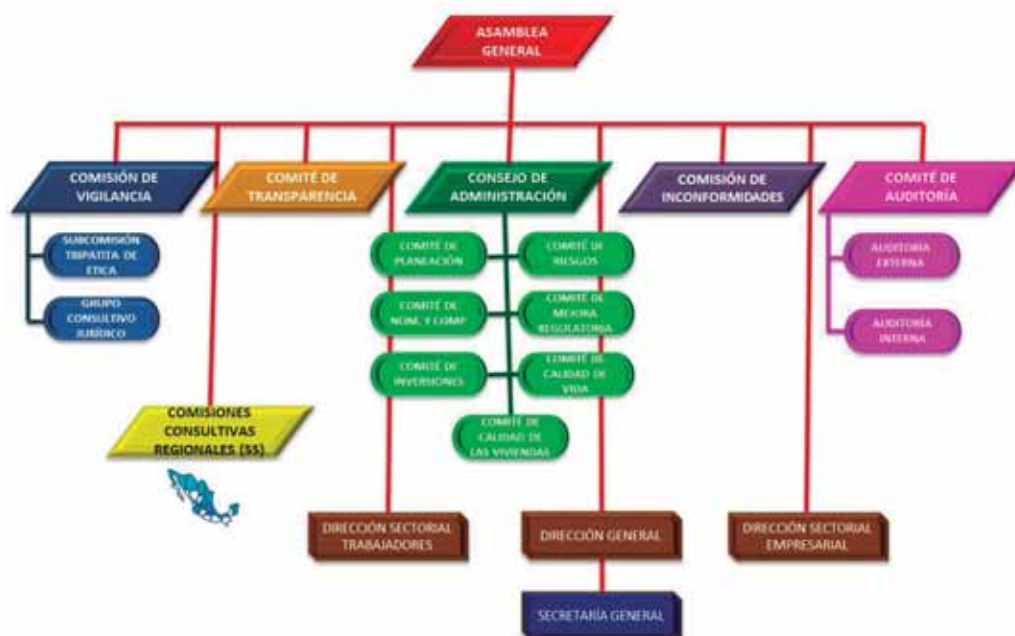 ASAMBLEA
GENERAL
COMISIÓN DE
VIGILANCIA
COMITÉ DE
TRANSPARENCIA
CONSEJO DE
ADMINISTRACIÓN
COMISIÓN DE
INCONFORMIDADES
COMITÉ DE
AUDITORÍA
SUBCOMISIÓN
TRIPATITA DE
ETICA
GRUPO
CONSULTIVO
JURÍDICO
COMITÉ DE
PLANEACIÓN
COMITÉ DE
RIESGOS
COMITÉ DE
NOM. Y COMP.
COMITÉ DE
MEJORA
REGULATORIA
COMITÉ DE
INVERSIONES
COMITÉ DE
CALIDAD DE
VIDA
COMITÉ DE
CALIDAD DE
LAS VIVIENDAS
AUDITORÍA
EXTERNA
AUDITORÍA
INTERNA
COMISIONES
CONSULTIVAS
REGIONALES (55)
DIRECCIÓN SECTORIAL
TRABAJADORES
DIRECCIÓN GENERAL
DIRECCIÓN SECTORIAL
EMPRESARIAL
SECRETARÍA GENERAL